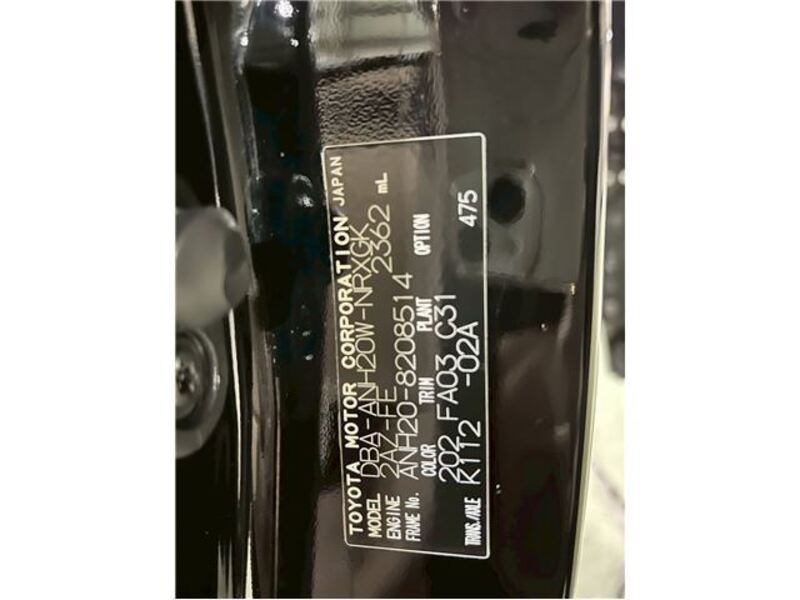 TOYOTA MOTOR CORPORATION JAPAN
MODEL DBA-ANH20W-NRXGK
ENGINE 2AZ-FE 2362 mL
FRAME No. ANH20-8208514
COLOR TRIM PLANT OPTION
202 FA03 C31
TRANS./AXLE K112 -02A 475